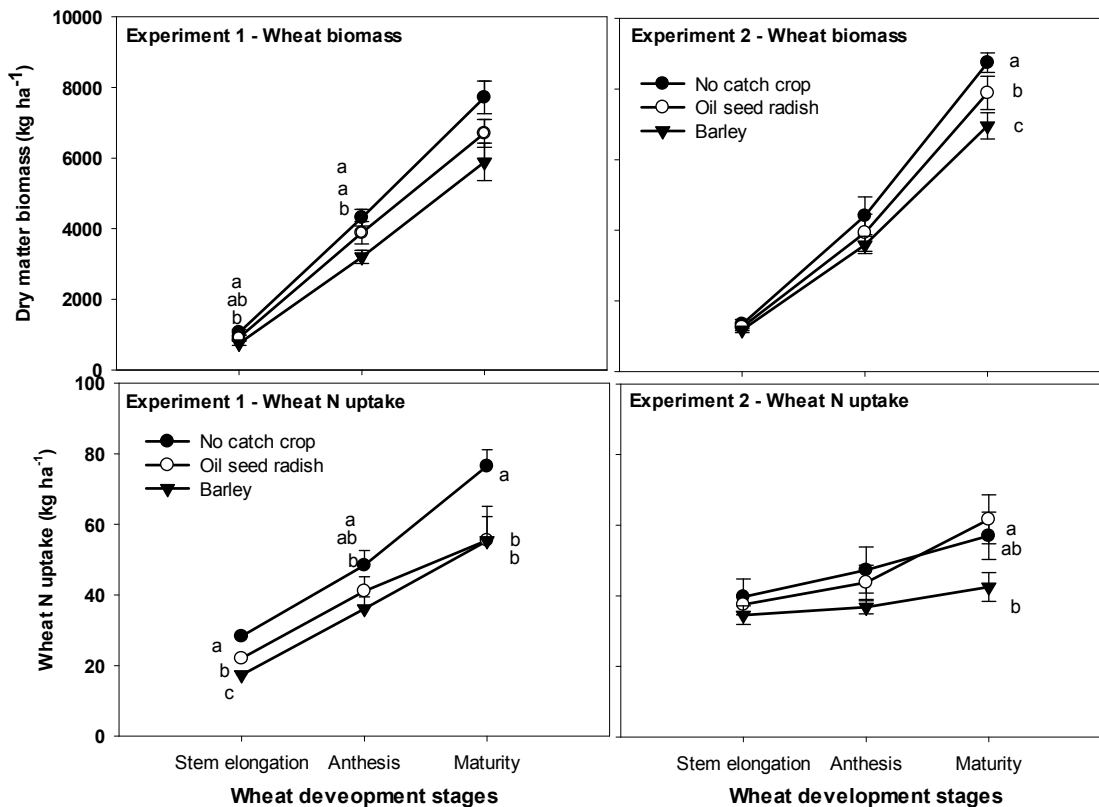 Experiment 1 - Wheat biomass
10000
8000
6000
4000
2000
0
Dry matter biomass (kg ha⁻¹)
a
ab
b
a
a
b
Experiment 2 - Wheat biomass
No catch crop
Oil seed radish
Barley
a
b
c
Experiment 1 - Wheat N uptake
No catch crop
Oil seed radish
Barley
100
80
60
40
20
0
Wheat N uptake (kg ha⁻¹)
a
b
c
a
ab
b
a
b
b
Stem elongation
Anthesis
Maturity
Wheat deveopment stages
Experiment 2 - Wheat N uptake
a
ab
b
Stem elongation
Anthesis
Maturity
Wheat development stages